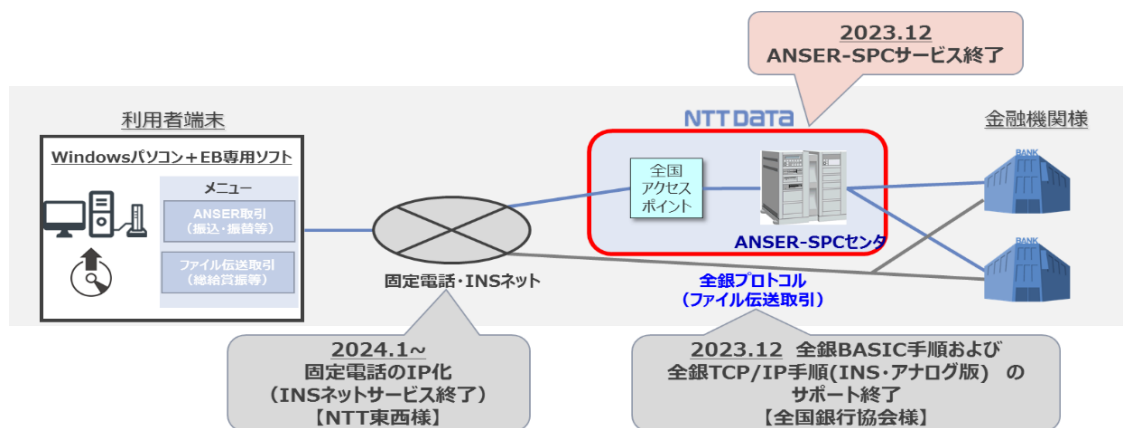 2023.12
ANSER-SPCサービス終了
利用者端末
NTT DATA
金融機関様
Windowsパソコン+EB専用ソフト
メニュー
ANSER取引
(振込・振替等)
ファイル伝送取引
(総給賞振等)
全国
アクセス
ポイント
ANSER-SPCセンタ
BANK
BANK
固定電話・INSネット
全銀プロトコル
(ファイル伝送取引)
2024.1~
固定電話のIP化
(INSネットサービス終了)
【NTT東西様】
2023.12 全銀BASIC手順および
全銀TCP/IP手順(INS・アナログ版) の
サポート終了
【全国銀行協会様】